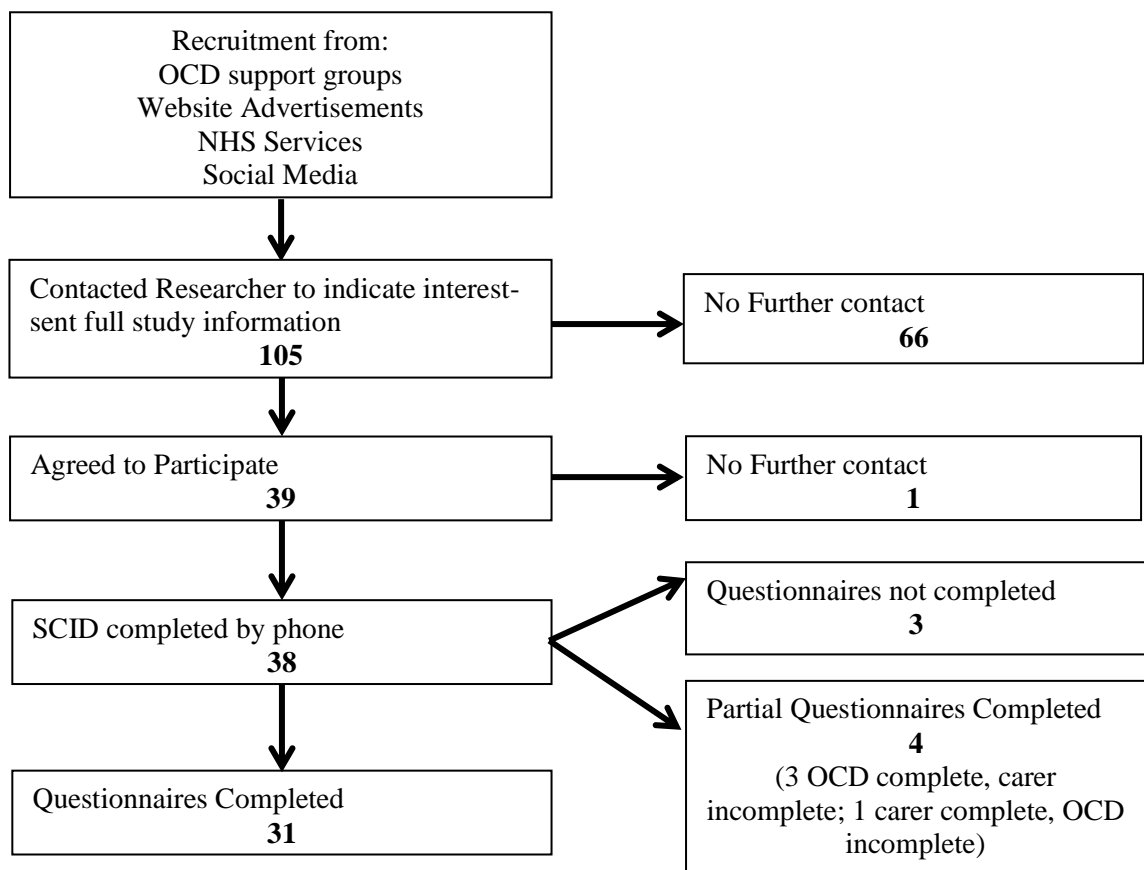 Recruitment from:
OCD support groups
Website Advertisements
NHS Services
Social Media
Contacted Researcher to indicate interest-
sent full study information
105
No Further contact
66
Agreed to Participate
39
No Further contact
1
SCID completed by phone
38
Questionnaires not completed
3
Partial Questionnaires Completed
4
(3 OCD complete, carer
incomplete; 1 carer complete, OCD
incomplete)
Questionnaires Completed
31